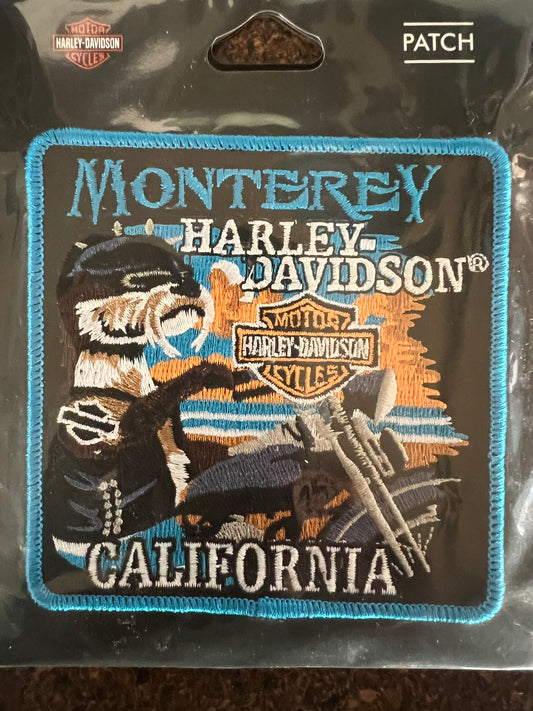 MOTOR
HARLEY-DAVIDSON
CYCLES
PATCH
MONTEREY
HARLEY-
DAVIDSON®
MOTOR
HARLEY-DAVIDSON
CYCLES
CALIFORNIA